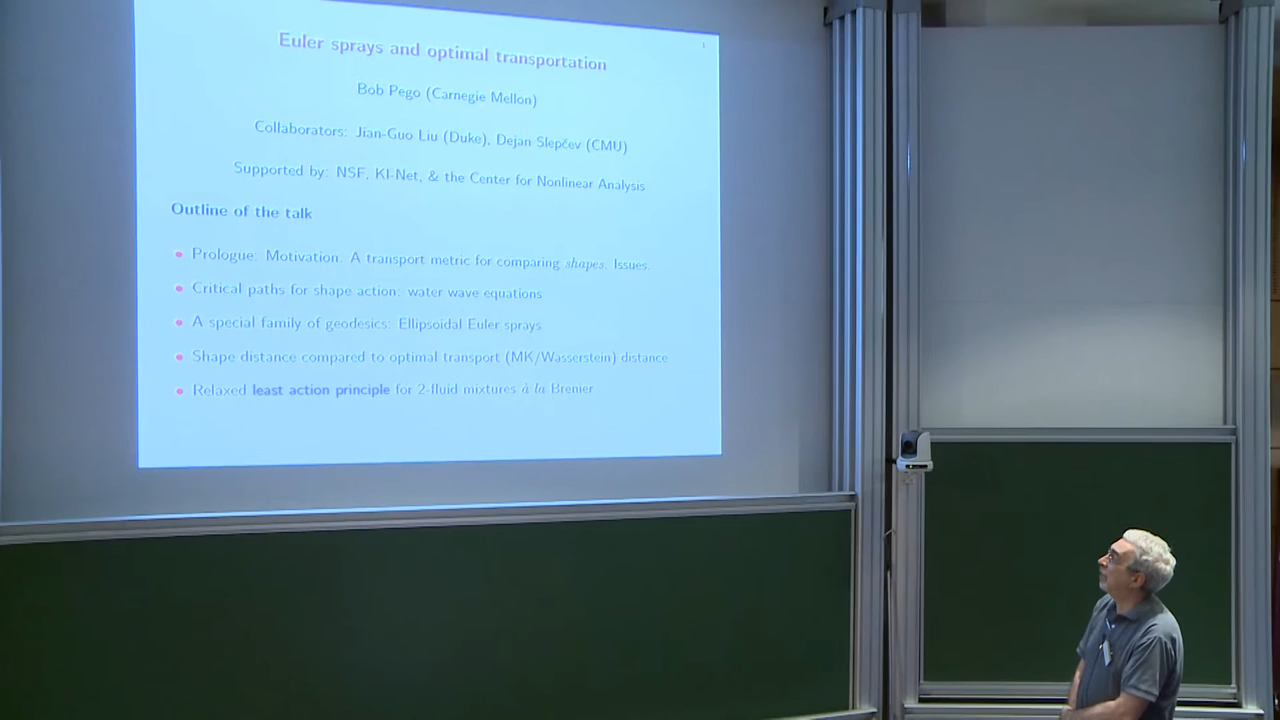 1
Euler sprays and optimal transportation
Bob Pego (Carnegie Mellon)
Collaborators: Jian-Guo Liu (Duke), Dejan Slepčev (CMU)
Supported by: NSF, KI-Net, & the Center for Nonlinear Analysis
Outline of the talk
• Prologue: Motivation. A transport metric for comparing shapes. Issues.
• Critical paths for shape action: water wave equations
• A special family of geodesics: Ellipsoidal Euler sprays
• Shape distance compared to optimal transport (MK/Wasserstein) distance
• Relaxed least action principle for 2-fluid mixtures à la Brenier